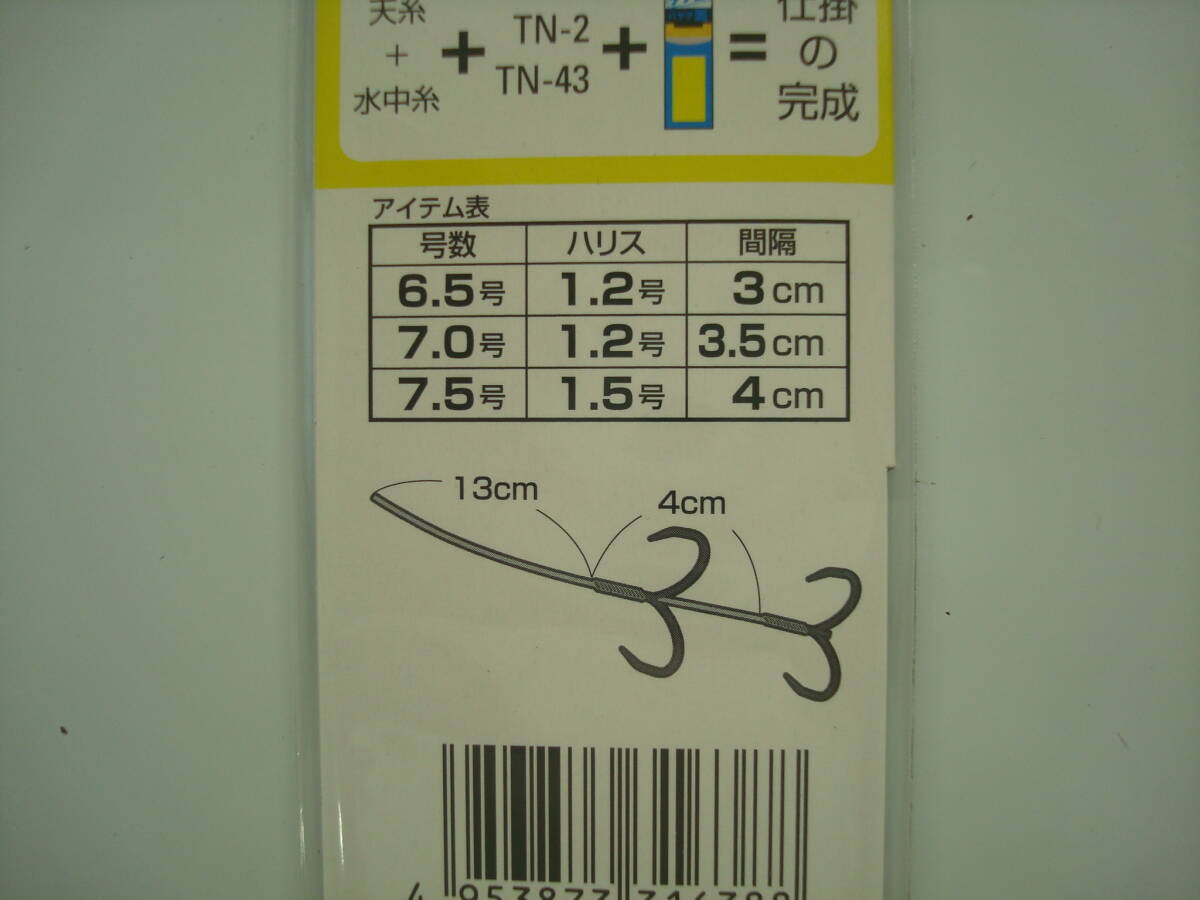 天糸
+
水中糸
+
TN-2
TN-43
+
=
仕掛
の
完成
アイテム表
号数 ハリス 間隔
6.5号 1.2号 3cm
7.0号 1.2号 3.5cm
7.5号 1.5号 4cm
13cm
4cm
4 953873